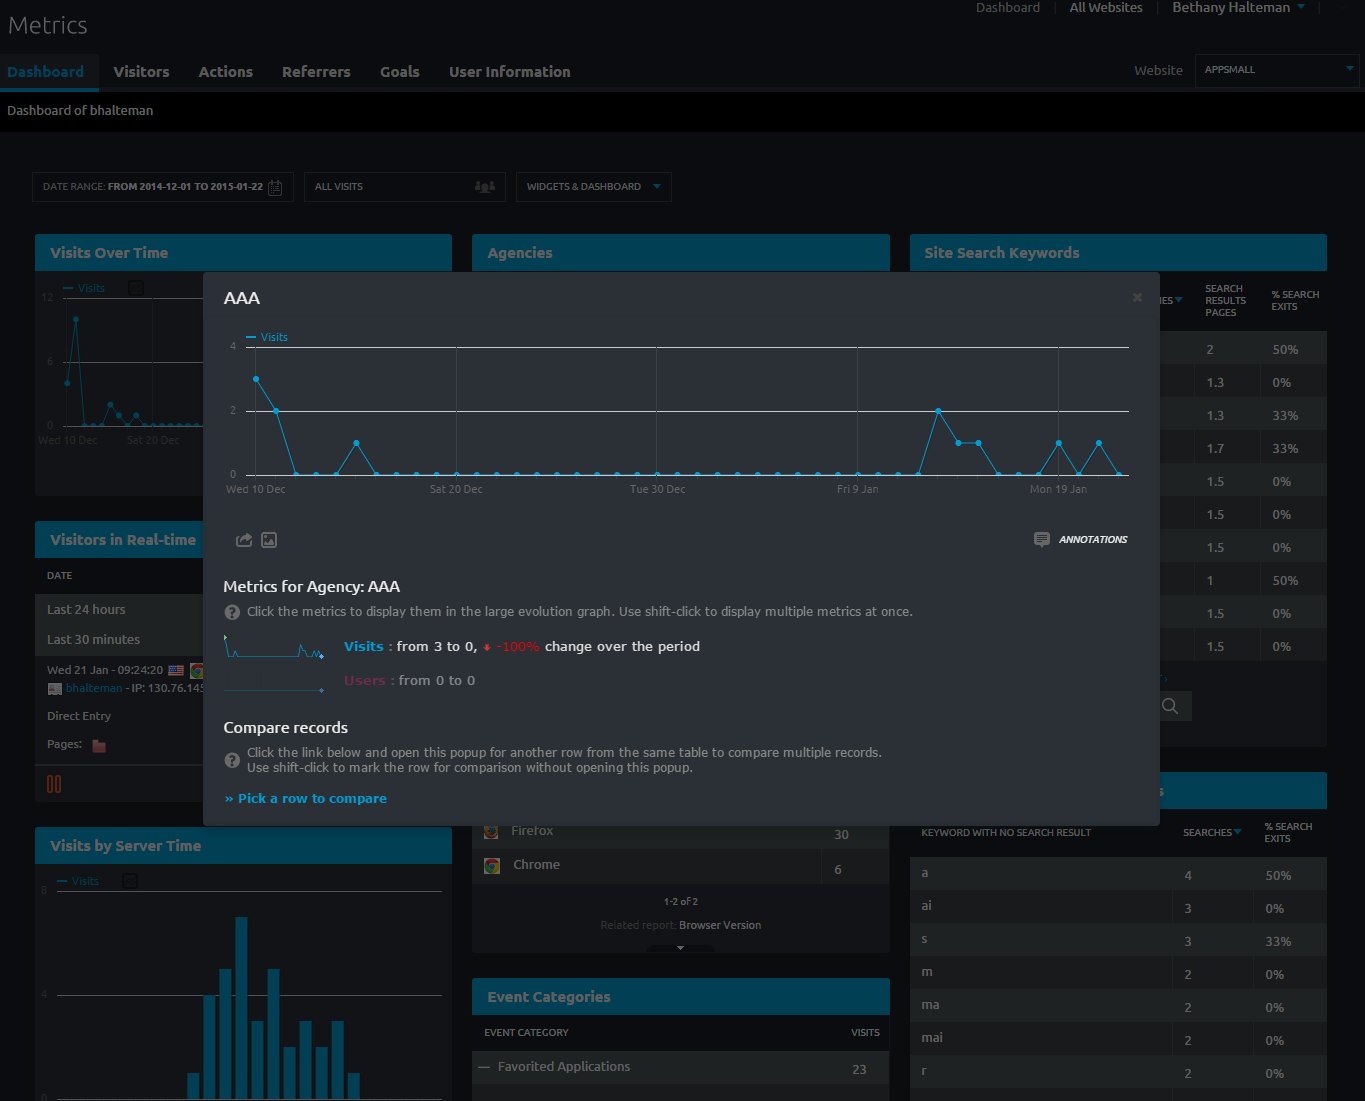 Dashboard All Websites Bethany Halteman
Metrics
Dashboard Visitors Actions Referrers Goals User Information
Website APPSMALL
Dashboard of bhalteman
DATE RANGE: FROM 2014-12-01 TO 2015-01-22
ALL VISITS
WIDGETS & DASHBOARD
Visits Over Time
Visits
12
6
0
Wed 10 Dec Sat 20 Dec
Visitors in Real-time
DATE
Last 24 hours
Last 30 minutes
Wed 21 Jan - 09:24:20
bhalteman - IP: 130.76.145
Direct Entry
Pages:
Visits by Server Time
Visits
8
4
0
Agencies
AAA
×
Visits
4
2
0
Wed 10 Dec Sat 20 Dec Tue 30 Dec Fri 9 Jan Mon 19 Jan
ANNOTATIONS
Metrics for Agency: AAA
? Click the metrics to display them in the large evolution graph. Use shift-click to display multiple metrics at once.
Visits : from 3 to 0, -100% change over the period
Users : from 0 to 0
Compare records
? Click the link below and open this popup for another row from the same table to compare multiple records.
Use shift-click to mark the row for comparison without opening this popup.
» Pick a row to compare
Firefox 30
Chrome 6
1-2 of 2
Related report: Browser Version
Event Categories
EVENT CATEGORY VISITS
Favorited Applications 23
Site Search Keywords
SEARCH
RESULTS
PAGES
% SEARCH
EXITS
2 50%
1.3 0%
1.3 33%
1.7 33%
1.5 0%
1.5 0%
1.5 0%
1 50%
1.5 0%
1.5 0%
KEYWORD WITH NO SEARCH RESULT SEARCHES % SEARCH
EXITS
a 4 50%
ai 3 0%
s 3 33%
m 2 0%
ma 2 0%
mai 2 0%
r 2 0%